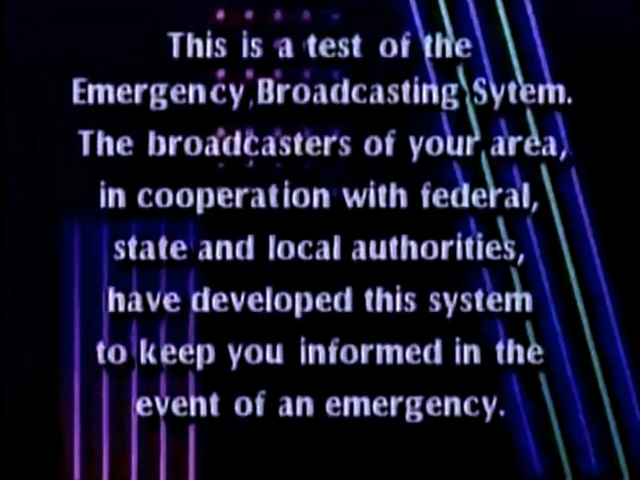 This is a test of the
Emergency Broadcasting Sytem.
The broadcasters of your area,
in cooperation with federal,
state and local authorities,
have developed this system
to keep you informed in the
event of an emergency.